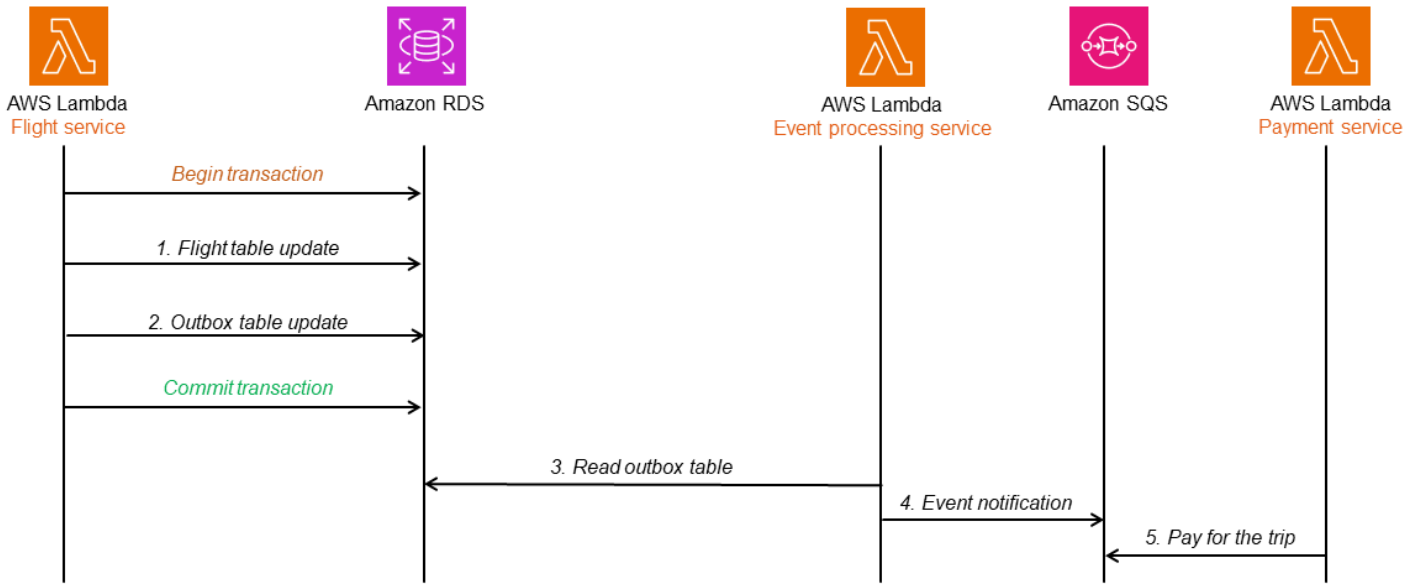 AWS Lambda
Flight service
Amazon RDS
AWS Lambda
Event processing service
Amazon SQS
AWS Lambda
Payment service
Begin transaction
1. Flight table update
2. Outbox table update
Commit transaction
3. Read outbox table
4. Event notification
5. Pay for the trip